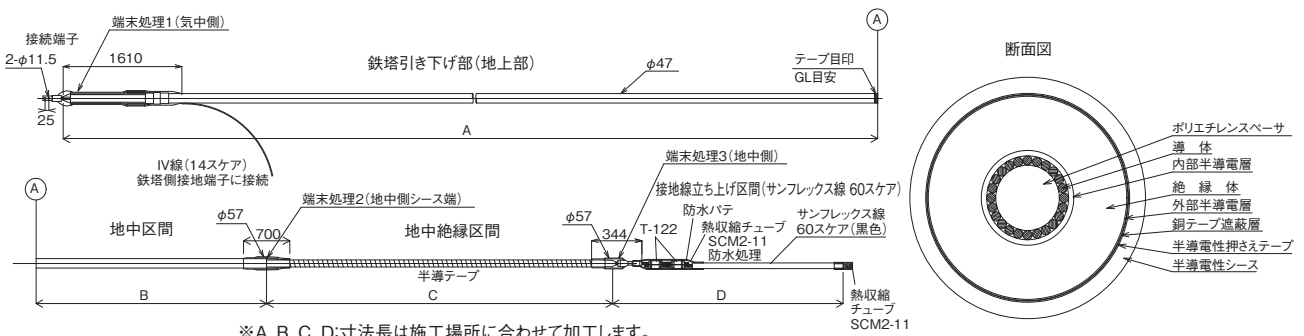 端末処理1（気中側）
接続端子
2-φ11.5
1610
25
鉄塔引き下げ部（地上部）
φ47
テープ目印
GL目安
A
A
IV線（14スケア）
鉄塔側接地端子に接続
A
地中区間
φ57
端末処理2（地中側シース端）
700
地中絶縁区間
半導テープ
端末処理3（地中側）
接地線立ち上げ区間（サンフレックス線 60スケア）
φ57
344
T-122
防水パテ
熱収縮チューブ
SCM2-11
防水処理
サンフレックス線
60スケア（黒色）
熱収縮
チューブ
SCM2-11
B
C
D
※A、B、C、D：寸法長は施工場所に合わせて加工します。
断面図
ポリエチレンスペーサ
導　体
内部半導電層
絶　縁　体
外部半導電層
銅テープ遮蔽層
半導電性押さえテープ
半導電性シース